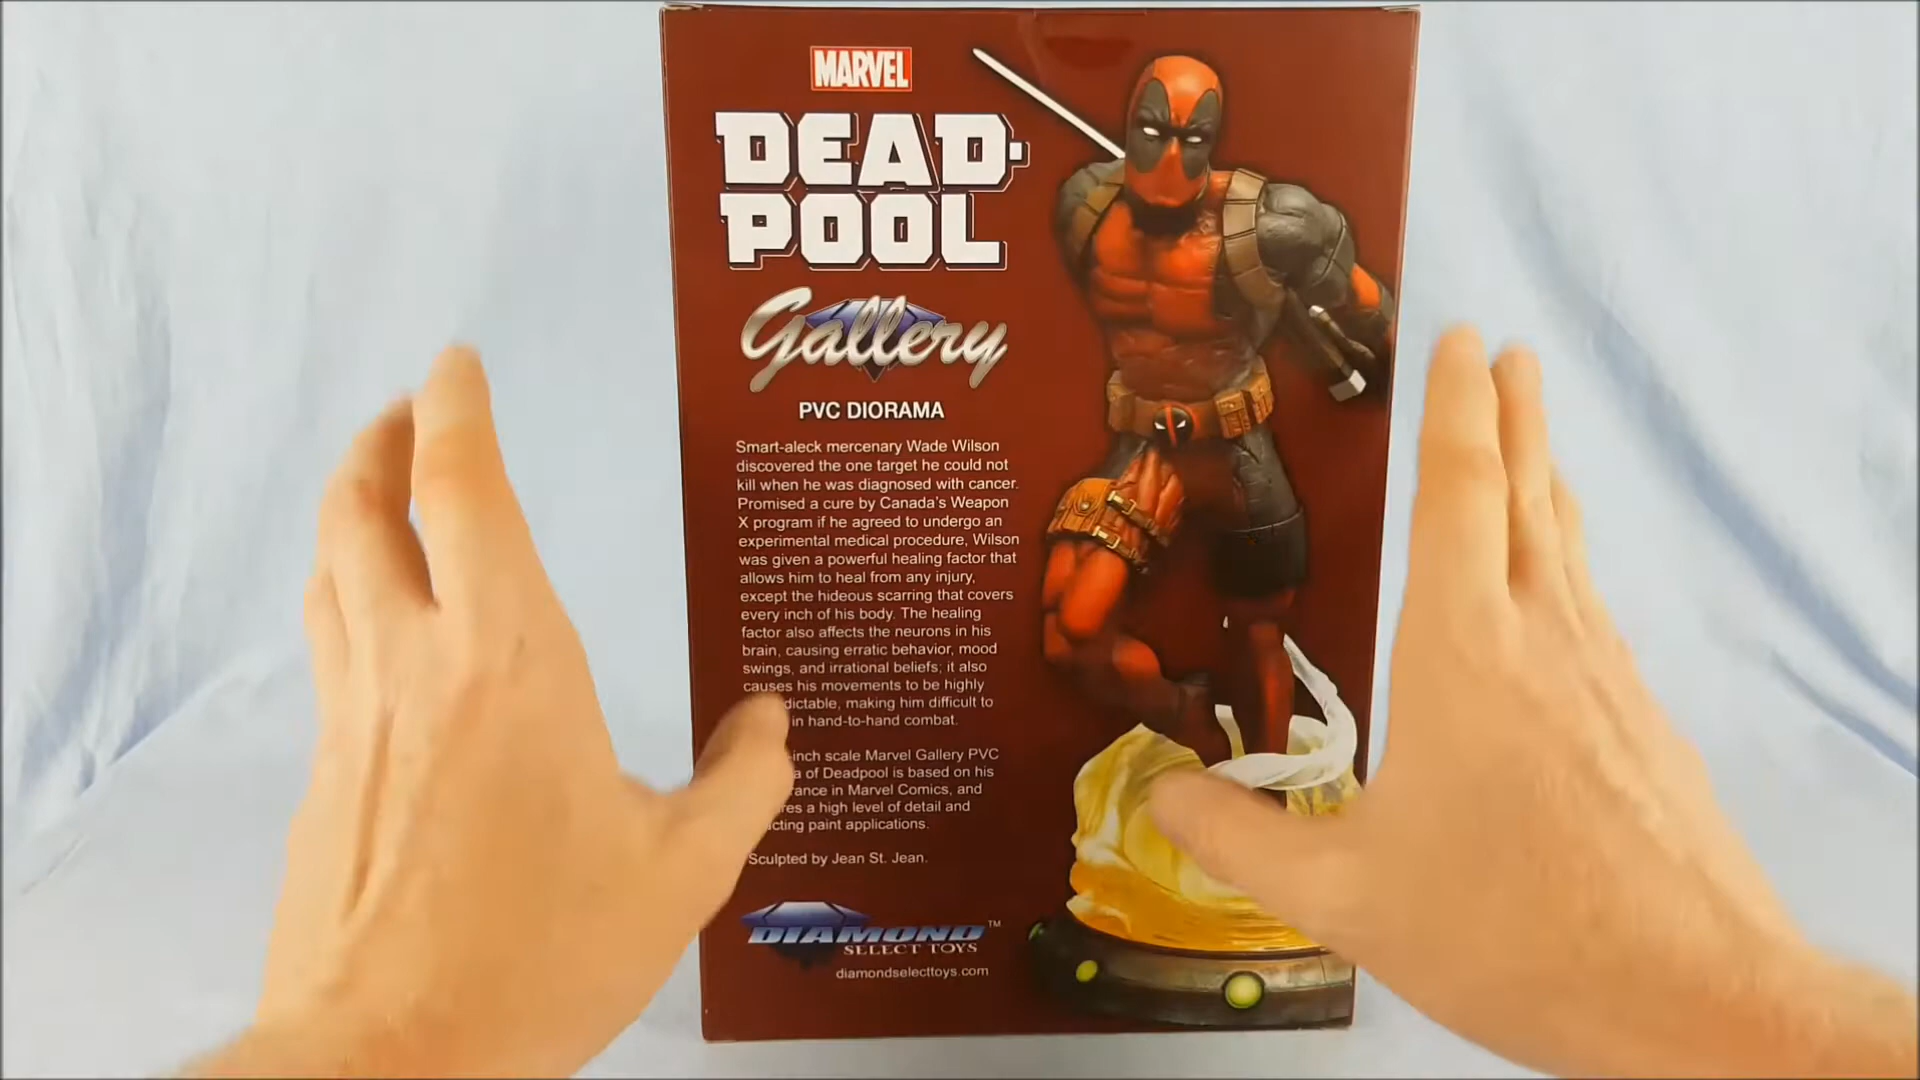 MARVEL
DEAD-
POOL
Gallery
PVC DIORAMA
Smart-aleck mercenary Wade Wilson
discovered the one target he could not
kill when he was diagnosed with cancer.
Promised a cure by Canada's Weapon
X program if he agreed to undergo an
experimental medical procedure, Wilson
was given a powerful healing factor that
allows him to heal from any injury,
except the hideous scarring that covers
every inch of his body. The healing
factor also affects the neurons in his
brain, causing erratic behavior, mood
swings, and irrational beliefs; it also
causes his movements to be highly
making him difficult to
in hand-to-hand combat.
-inch scale Marvel Gallery PVC
of Deadpool is based on his
in Marvel Comics, and
a high level of detail and
paint applications.
Sculpted by Jean St. Jean.
DIAMOND™
SELECT TOYS
diamondselecttoys.com